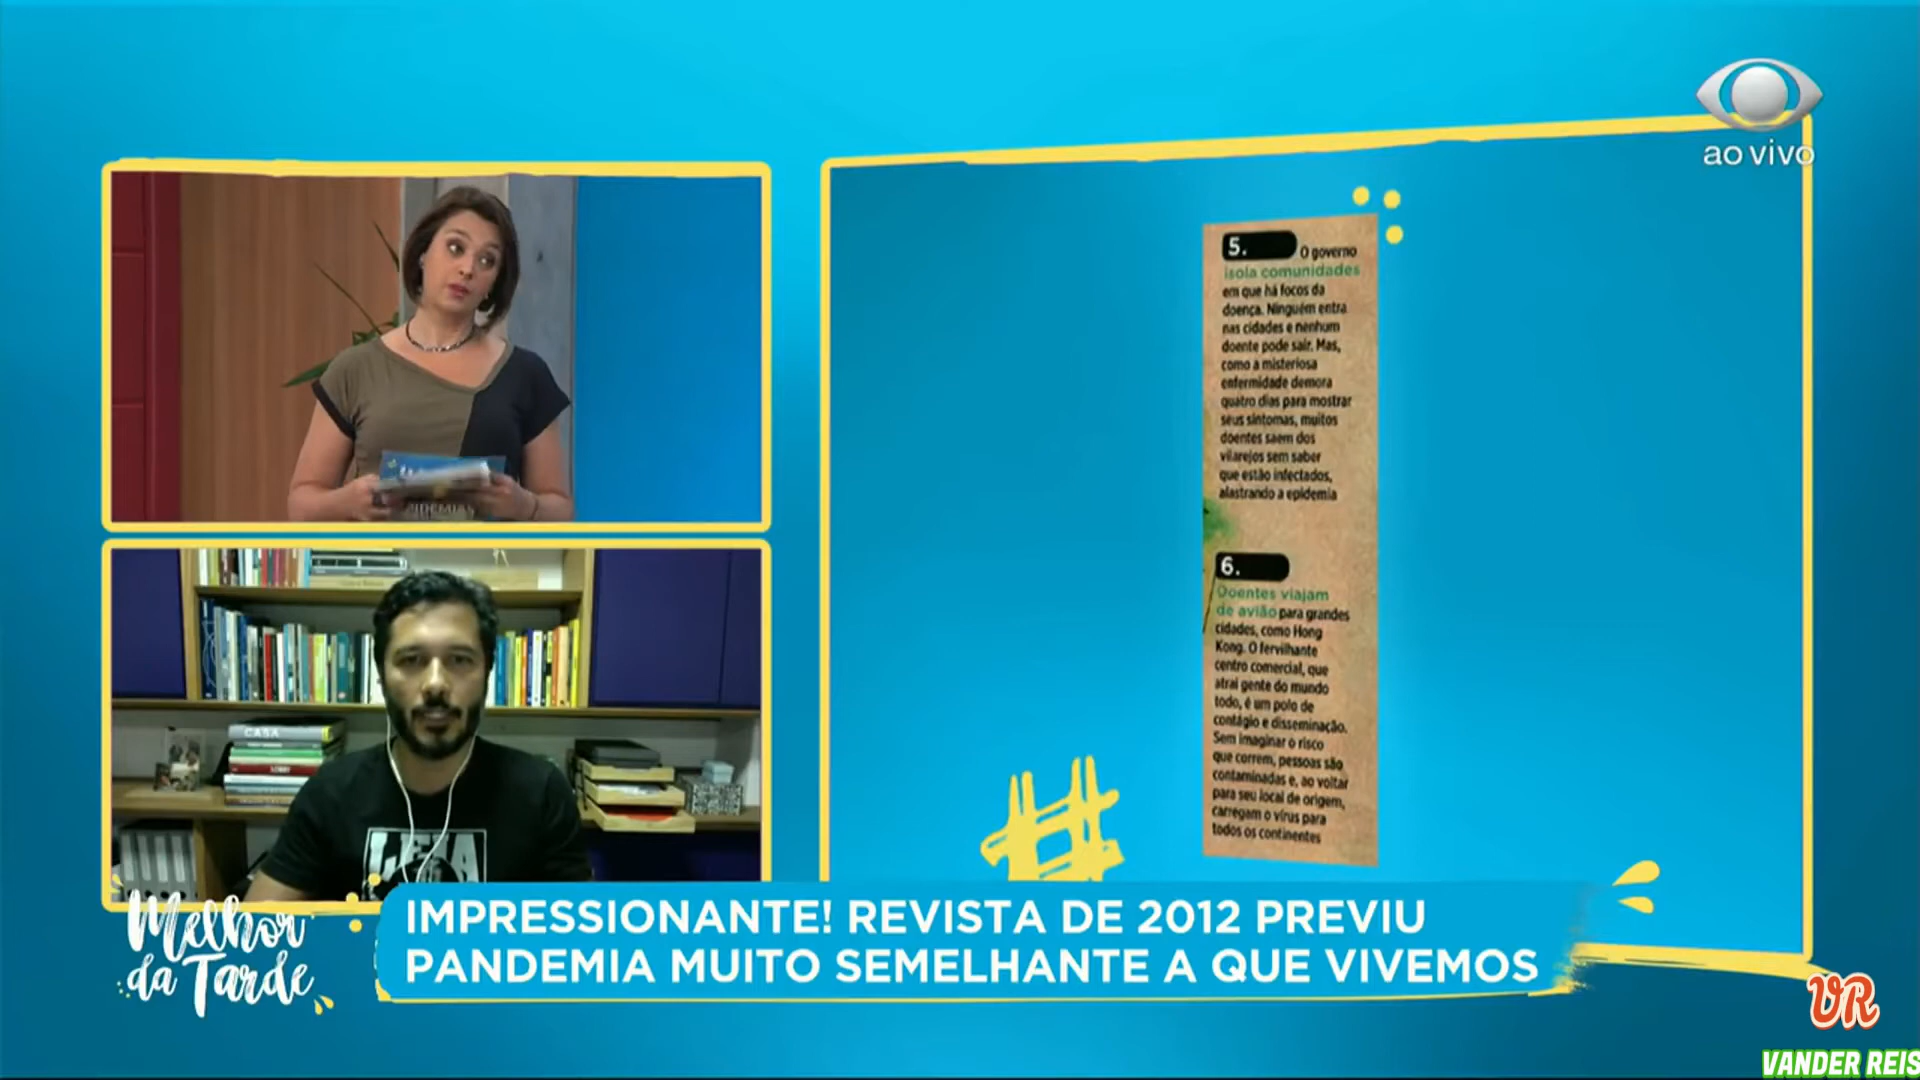 ao vivo
5. O governo
isola comunidades
em que há focos da
doença. Ninguém entra
nas cidades e nenhum
doente pode sair. Mas,
como a misteriosa
enfermidade demora
quatro dias para mostrar
seus sintomas, muitos
doentes saem dos
vilarejos sem saber
que estão infectados,
alastrando a epidemia
6.
Doentes viajam
de avião para grandes
cidades, como Hong
Kong. O fervilhante
centro comercial, que
atrai gente do mundo
todo, é um polo de
contágio e disseminação.
Sem imaginar o risco
que correm, pessoas são
contaminadas e, ao voltar
para seu local de origem,
carregam o vírus para
todos os continentes
CASA
LOBBY
LEIA
#
Melhor
da Tarde
IMPRESSIONANTE! REVISTA DE 2012 PREVIU
PANDEMIA MUITO SEMELHANTE A QUE VIVEMOS
VR
VANDER REIS